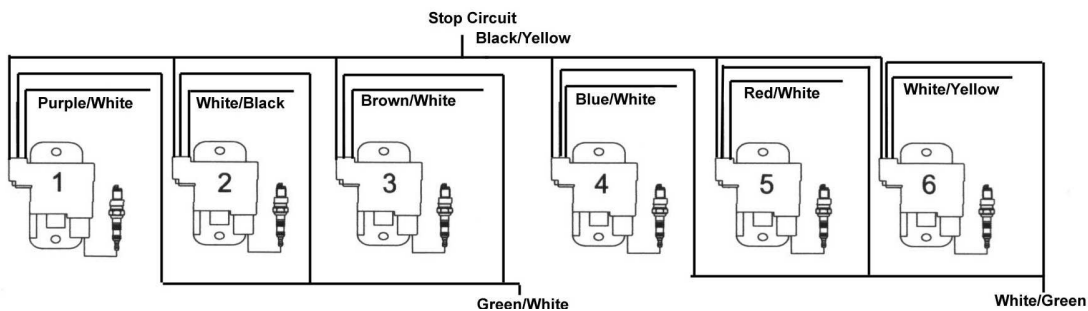 Stop Circuit
Black/Yellow
Purple/White
White/Black
Brown/White
Blue/White
Red/White
White/Yellow
1
2
3
4
5
6
Green/White
White/Green